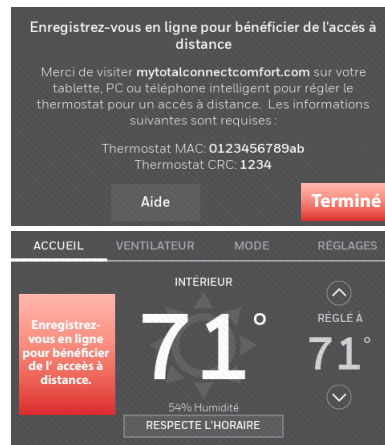 Enregistrez-vous en ligne pour bénéficier de l'accès à
distance
Merci de visiter mytotalconnectcomfort.com sur votre
tablette, PC ou téléphone intelligent pour régler le
thermostat pour un accès à distance. Les informations
suivantes sont requises :
Thermostat MAC: 0123456789ab
Thermostat CRC: 1234
Aide
Terminé
ACCUEIL VENTILATEUR MODE RÉGLAGES
INTÉRIEUR
Enregistrez-
vous en ligne
pour bénéficier
de l' acceès à
distance.
71°
RÉGLÉ À
71°
54% Humidité
RESPECTE L'HORAIRE